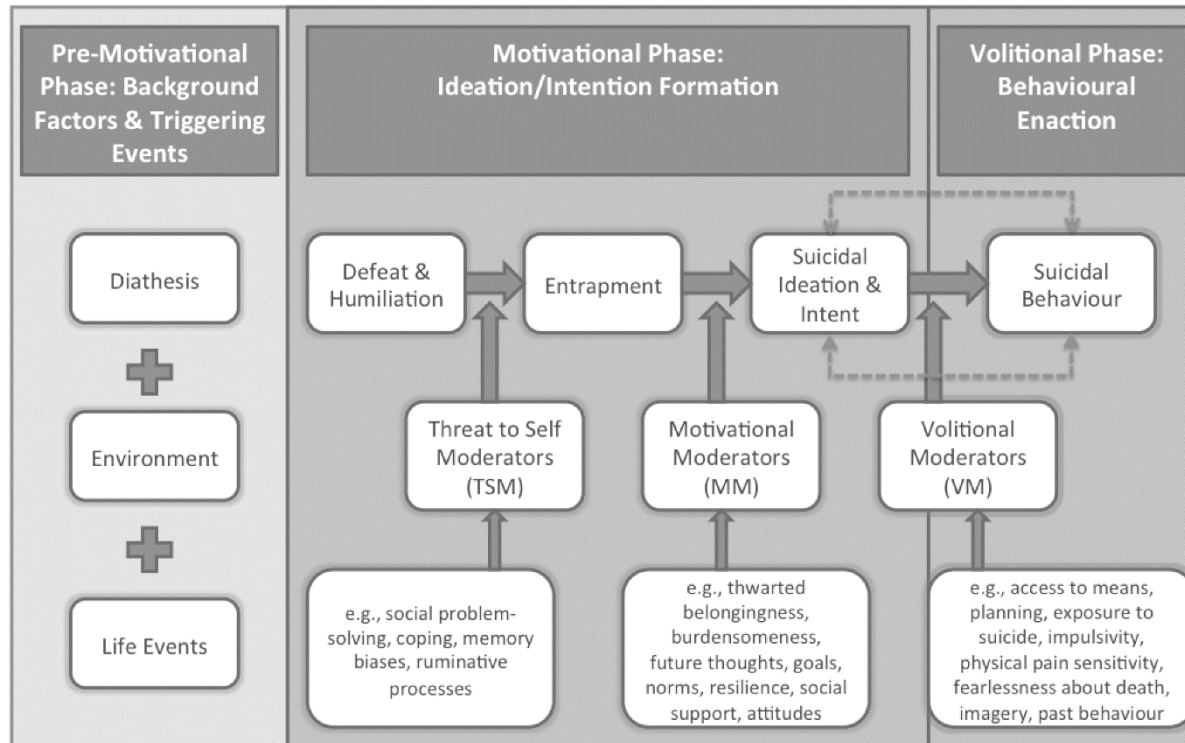 Pre-Motivational
Phase: Background
Factors & Triggering
Events
Motivational Phase:
Ideation/Intention Formation
Volitional Phase:
Behavioural
Enaction
Diathesis
Environment
Life Events
Defeat &
Humiliation
Entrapment
Suicidal
Ideation &
Intent
Suicidal
Behaviour
Threat to Self
Moderators
(TSM)
Motivational
Moderators
(MM)
Volitional
Moderators
(VM)
e.g., social problem-
solving, coping, memory
biases, ruminative
processes
e.g., thwarted
belongingness,
burdensomeness,
future thoughts, goals,
norms, resilience, social
support, attitudes
e.g., access to means,
planning, exposure to
suicide, impulsivity,
physical pain sensitivity,
fearlessness about death,
imagery, past behaviour